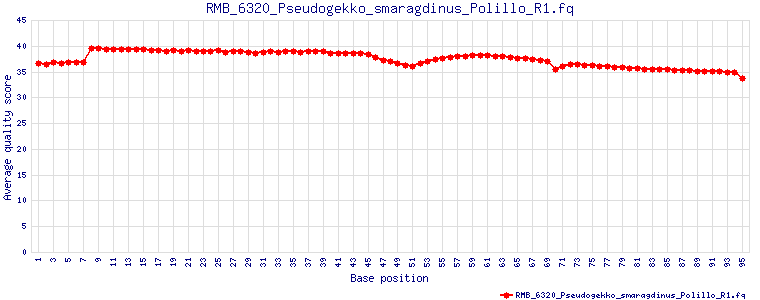 RMB_6320_Pseudogekko_smaragdinus_Polillo_R1.fq
Average quality score
45
40
35
30
25
20
15
10
5
0
1 3 5 7 9 11 13 15 17 19 21 23 25 27 29 31 33 35 37 39 41 43 45 47 49 51 53 55 57 59 61 63 65 67 69 71 73 75 77 79 81 83 85 87 89 91 93 95
Base position
RMB_6320_Pseudogekko_smaragdinus_Polillo_R1.fq